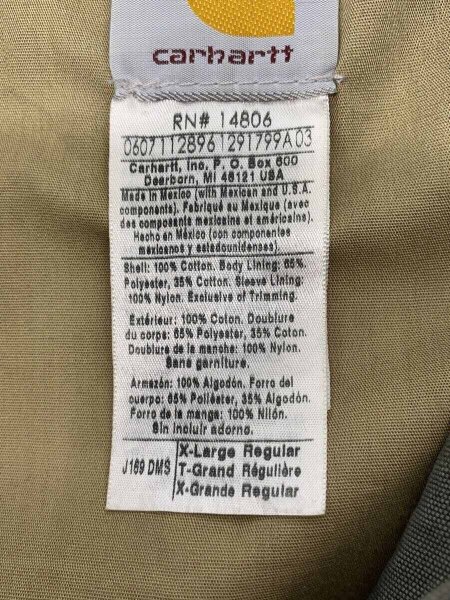 carhartt
RN# 14806
0607112896 1291799A 03
Carhartt, Inc. P. O. Box 600
Dearborn, MI 48121 USA
Made in Mexico (with Mexican and U.S.A.
components). Fabriqué au Mexique (avec
des composants mexicains et américains).
Hecho en México (con componentes
mexicanos y estadounidenses).
Shell: 100% Cotton. Body Lining: 65%
Polyester, 35% Cotton. Sleeve Lining:
100% Nylon. Exclusive of Trimming.
Extérieur: 100% Coton. Doublure
du corps: 65% Polyester, 35% Coton.
Doublure de la manche: 100% Nylon.
Sans garniture.
Armazón: 100% Algodón. Forro del
cuerpo: 65% Poliéster, 35% Algodón.
Forro de la manga: 100% Nilón.
Sin incluir adorno.
J169 DMS
X-Large Regular
T-Grand Régulière
X-Grande Regular